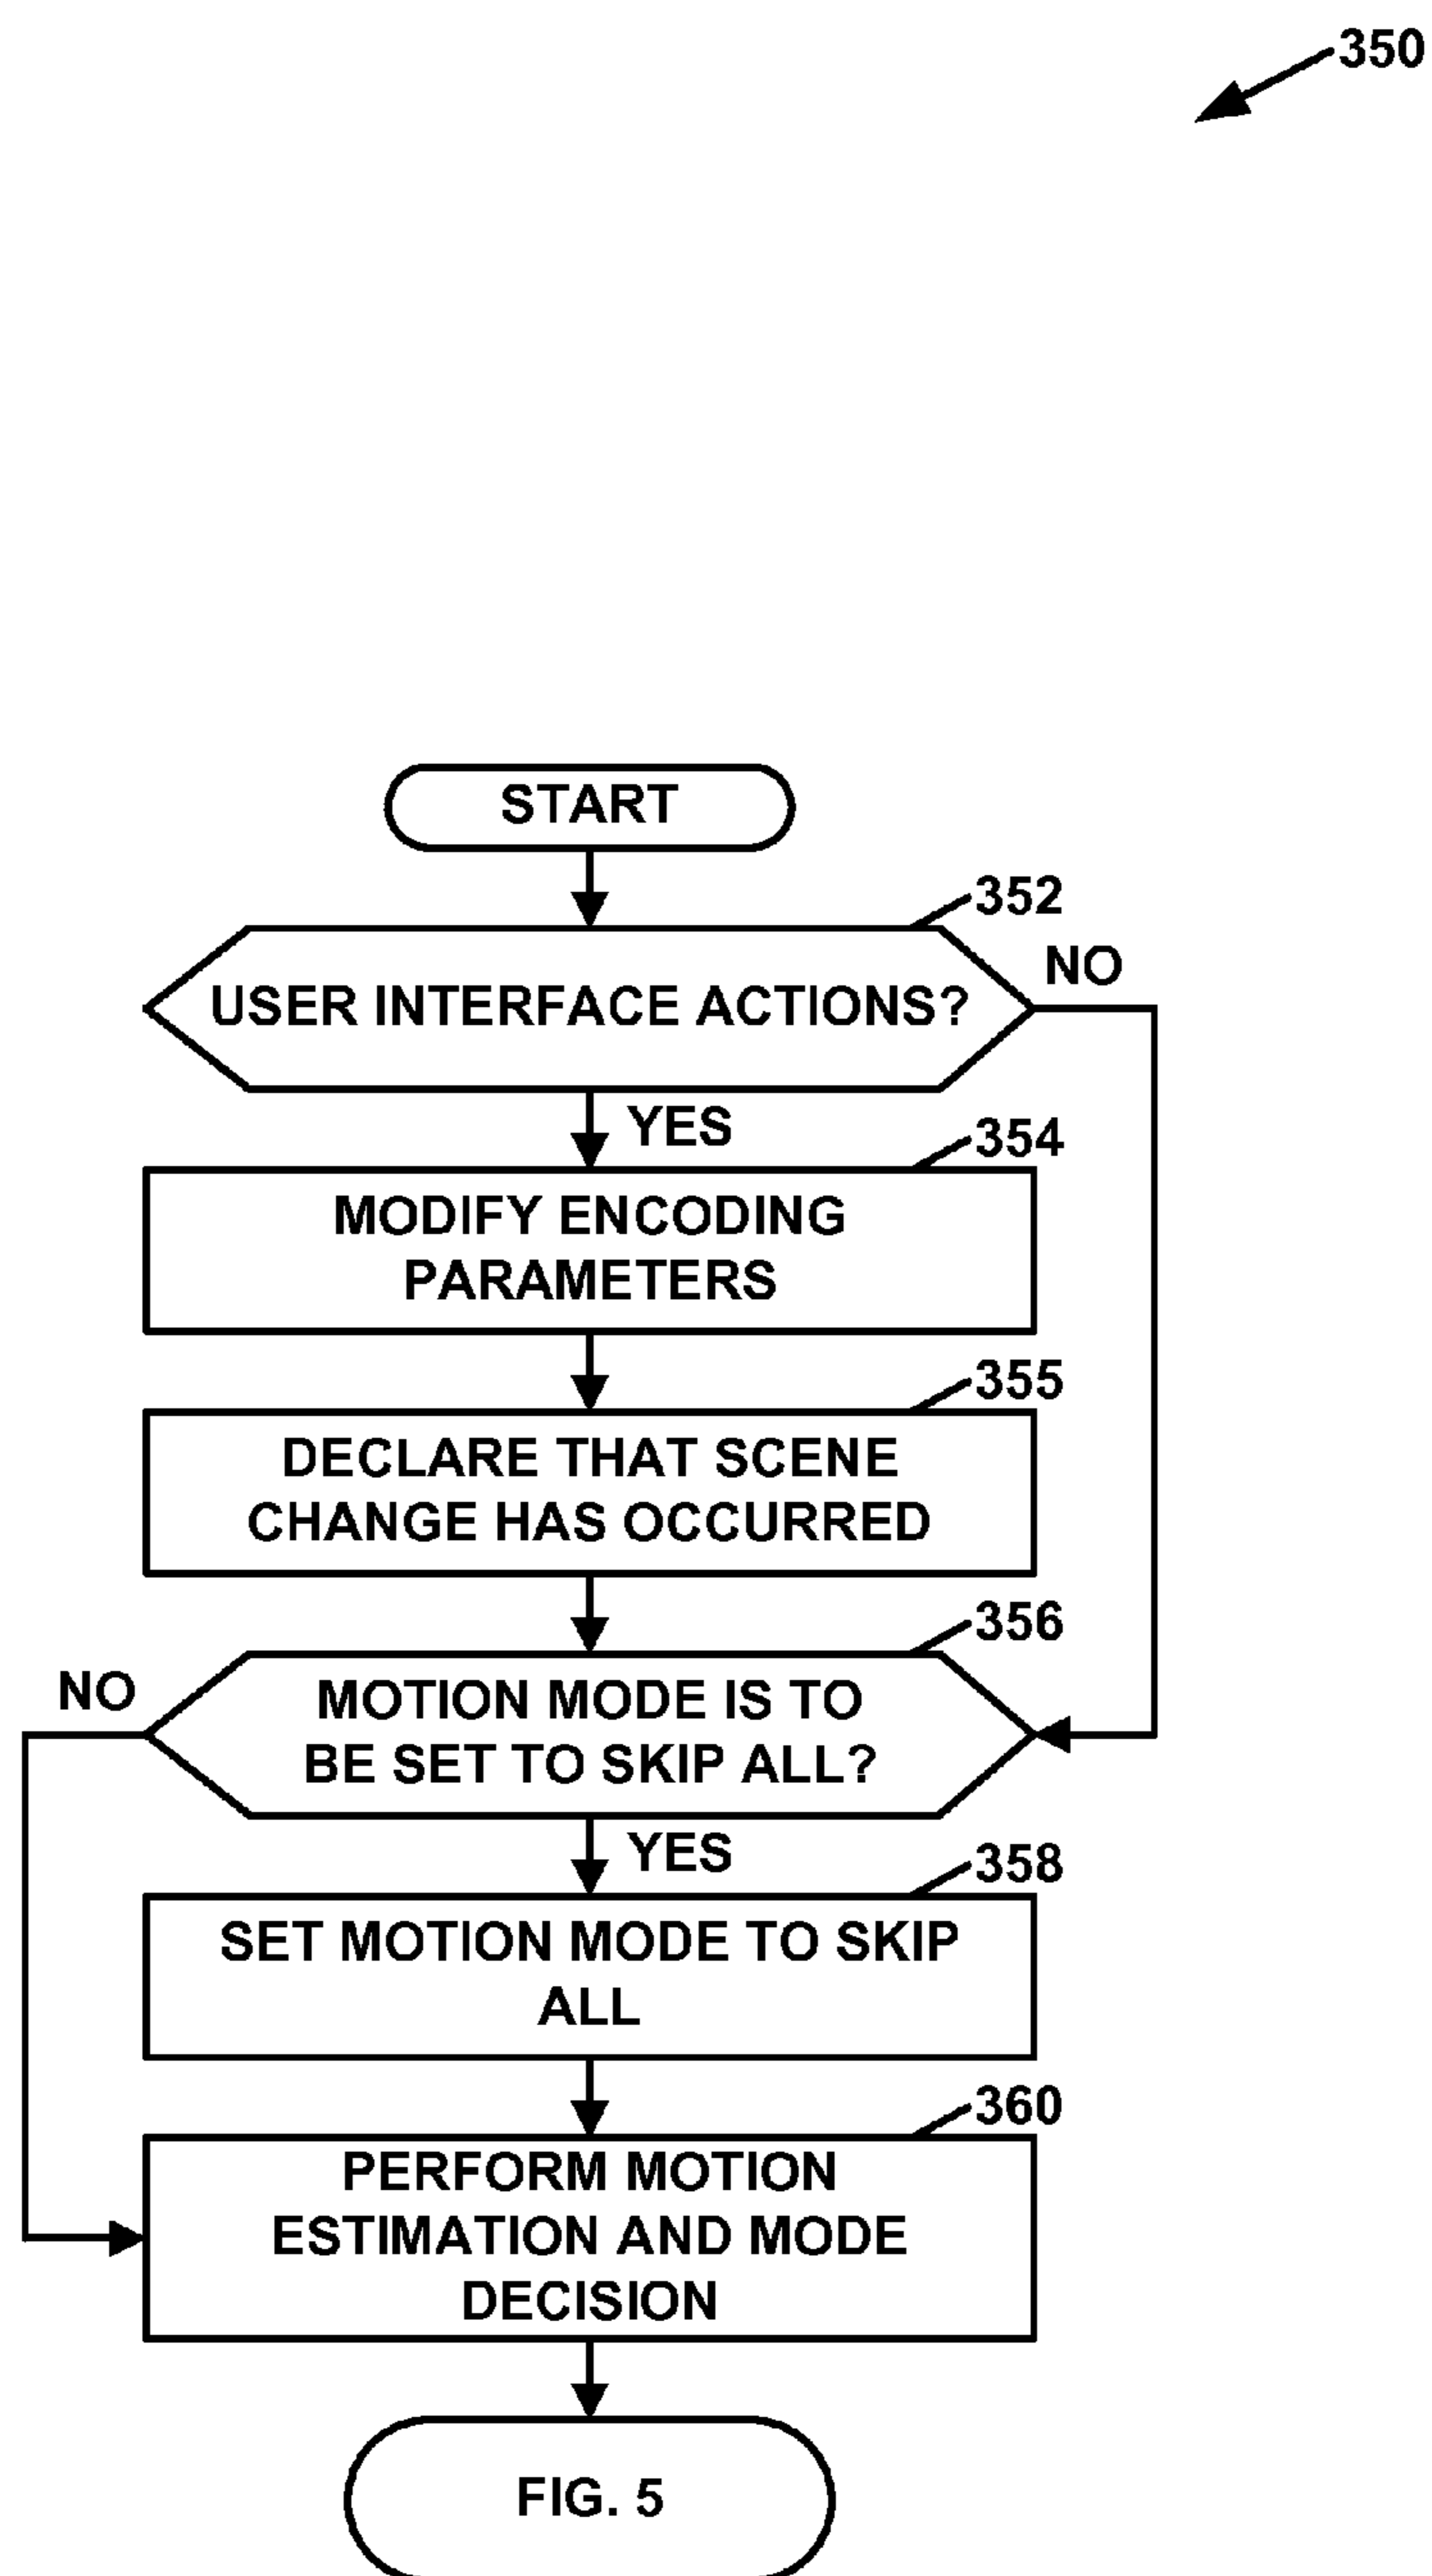 350
START
352
USER INTERFACE ACTIONS?
NO
YES
354
MODIFY ENCODING
PARAMETERS
355
DECLARE THAT SCENE
CHANGE HAS OCCURRED
356
NO
MOTION MODE IS TO
BE SET TO SKIP ALL?
YES
358
SET MOTION MODE TO SKIP
ALL
360
PERFORM MOTION
ESTIMATION AND MODE
DECISION
FIG. 5